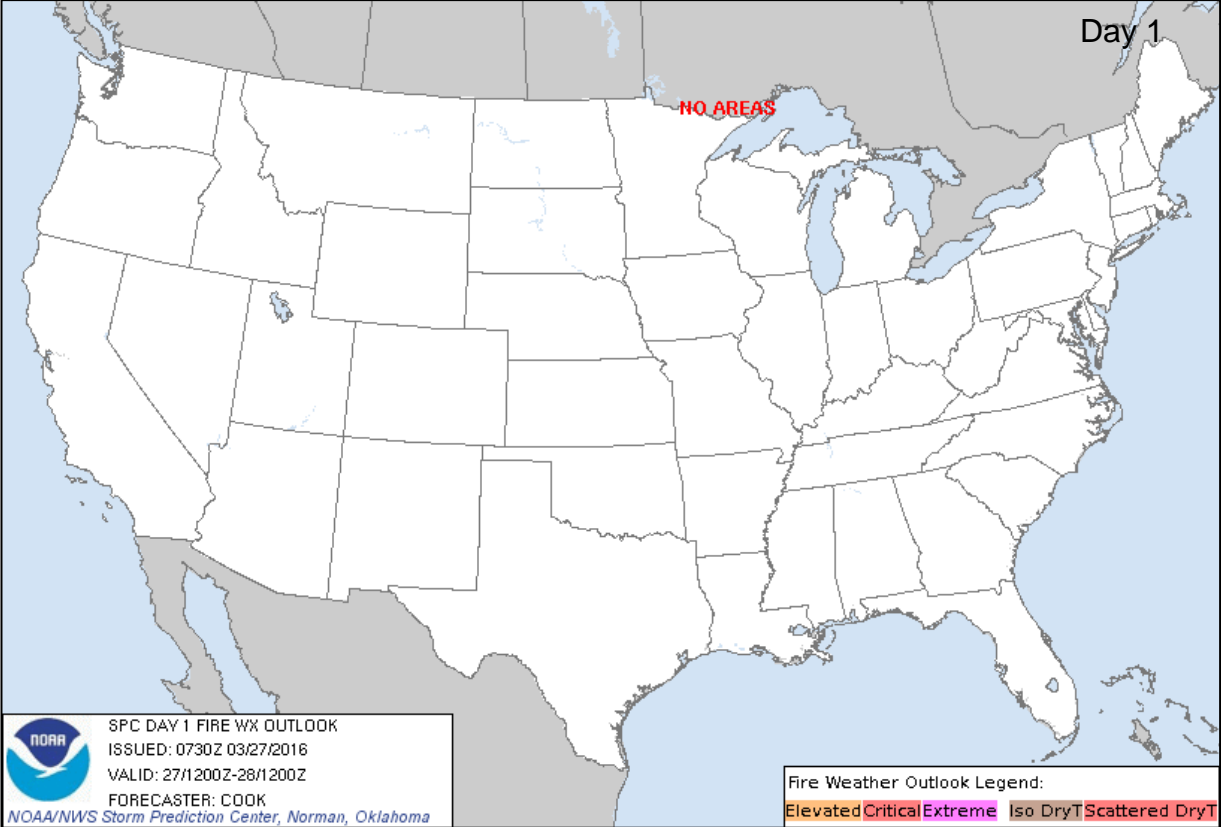 Day 1
NO AREAS
NOAA
SPC DAY 1 FIRE WX OUTLOOK
ISSUED: 0730Z 03/27/2016
VALID: 27/1200Z-28/1200Z
FORECASTER: COOK
NOAA/NWS Storm Prediction Center, Norman, Oklahoma
Fire Weather Outlook Legend:
Elevated Critical Extreme Iso DryT Scattered DryT